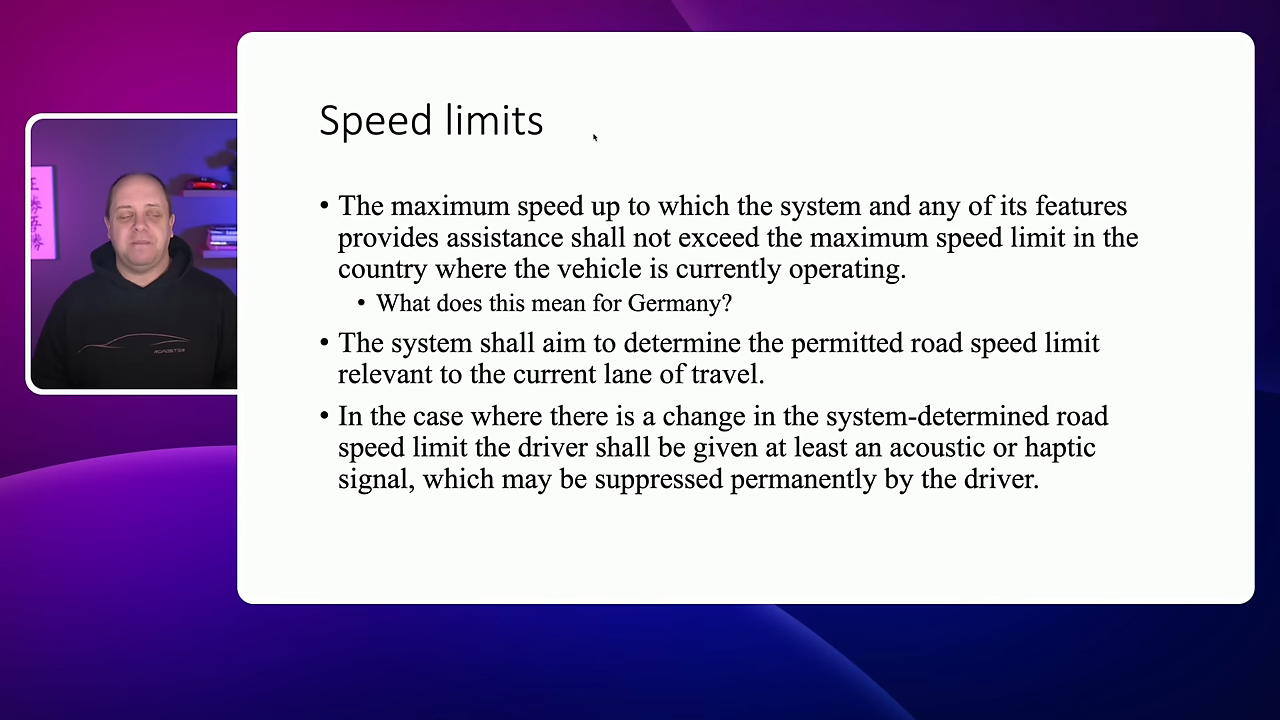 Speed limits
• The maximum speed up to which the system and any of its features
provides assistance shall not exceed the maximum speed limit in the
country where the vehicle is currently operating.
• What does this mean for Germany?
• The system shall aim to determine the permitted road speed limit
relevant to the current lane of travel.
• In the case where there is a change in the system-determined road
speed limit the driver shall be given at least an acoustic or haptic
signal, which may be suppressed permanently by the driver.
ROADSTER